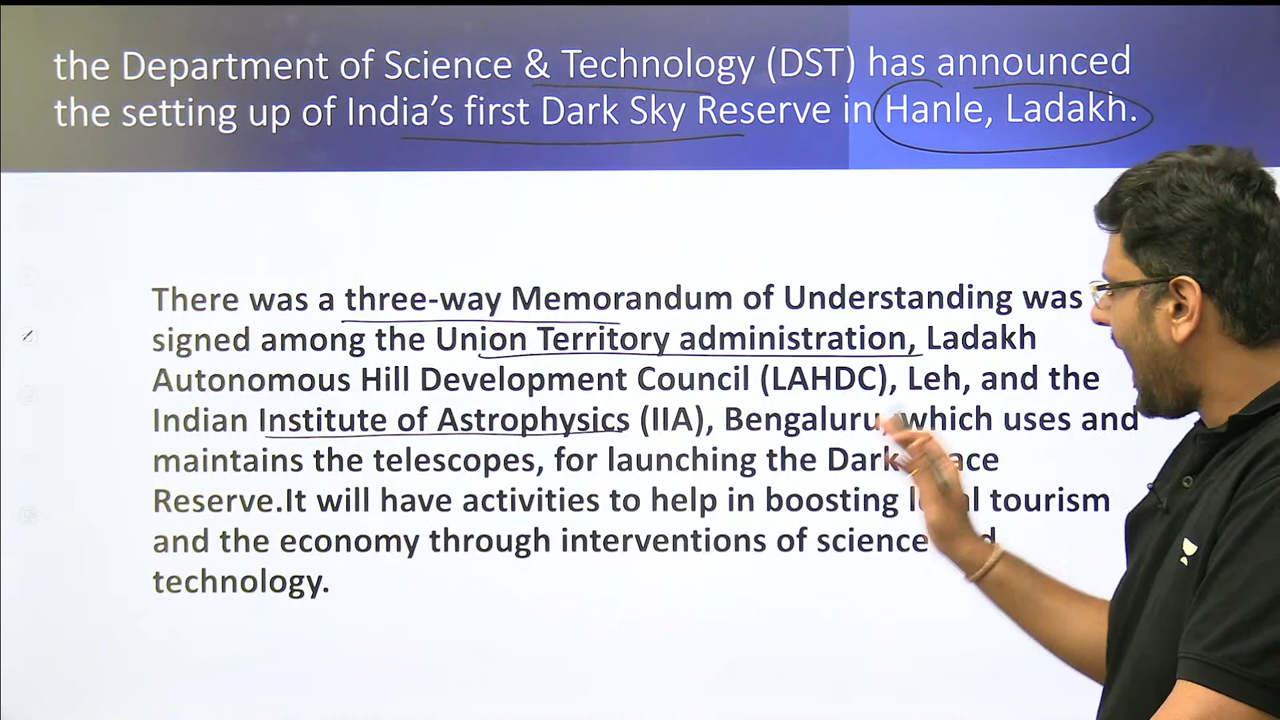 the Department of Science & Technology (DST) has announced
the setting up of India's first Dark Sky Reserve in Hanle, Ladakh.
There was a three-way Memorandum of Understanding was
signed among the Union Territory administration, Ladakh
Autonomous Hill Development Council (LAHDC), Leh, and the
Indian Institute of Astrophysics (IIA), Bengaluru, which uses and
maintains the telescopes, for launching the Dark
Reserve.It will have activities to help in boosting tourism
and the economy through interventions of science
technology.